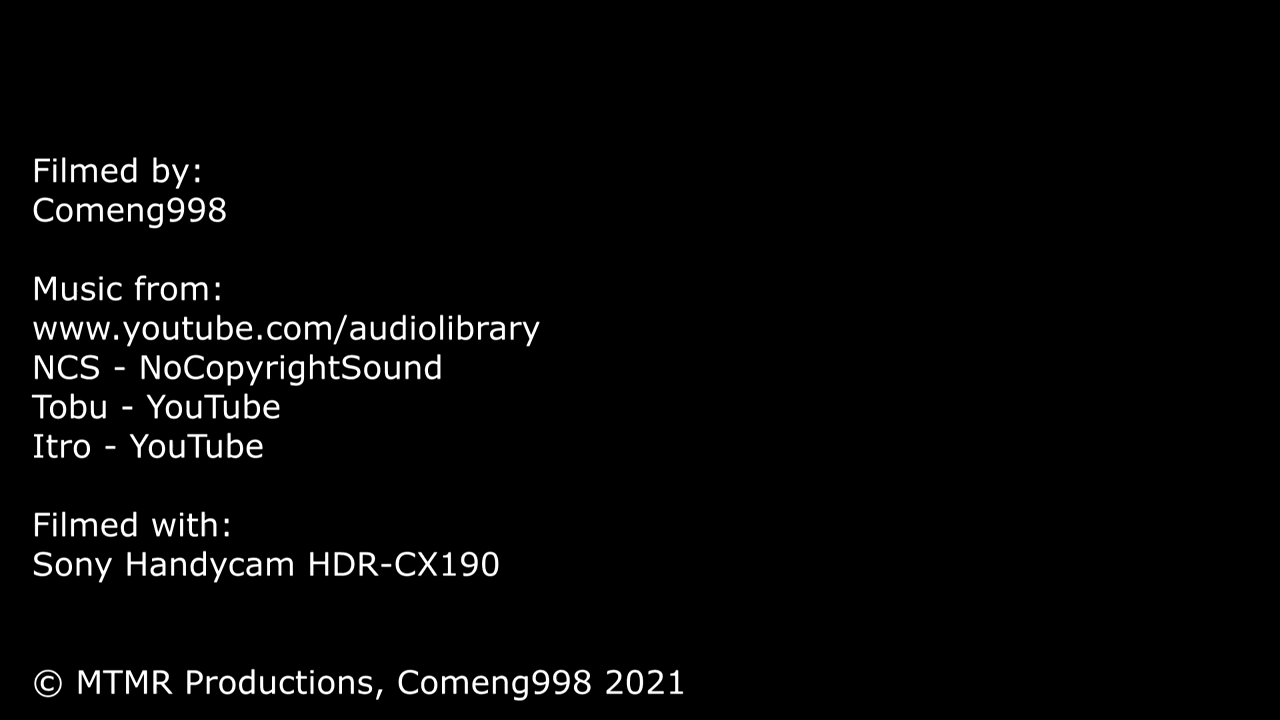 Filmed by:
Comeng998
Music from:
www.youtube.com/audiolibrary
NCS - NoCopyrightSound
Tobu - YouTube
Itro - YouTube
Filmed with:
Sony Handycam HDR-CX190
© MTMR Productions, Comeng998 2021